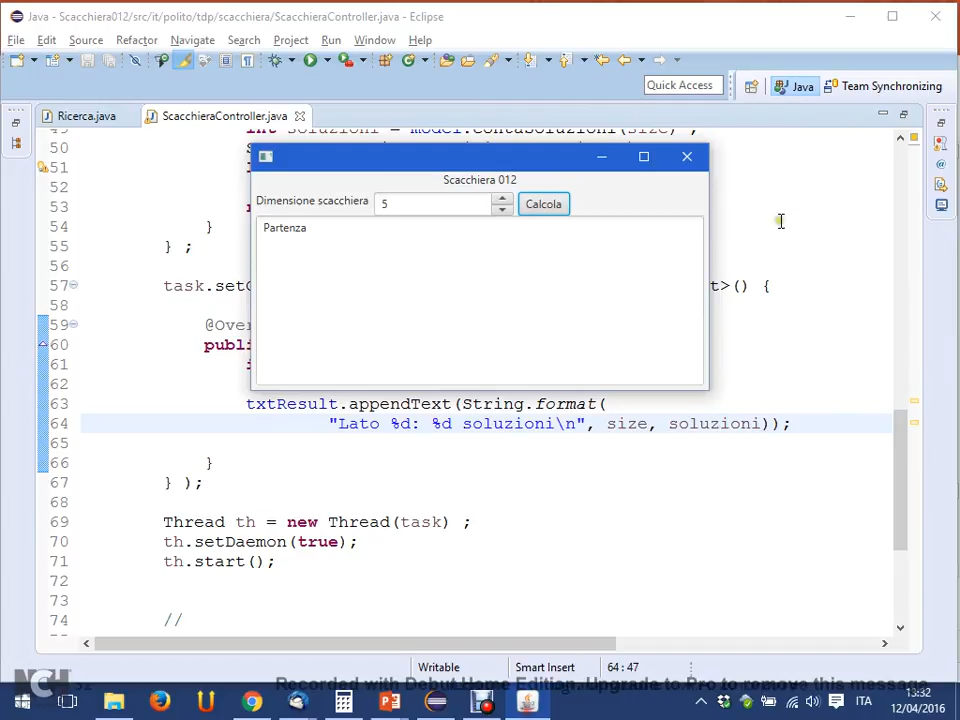 Java - Scacchiera012/src/it/polito/tdp/scacchiera/ScacchieraController.java - Eclipse
File Edit Source Refactor Navigate Search Project Run Window Help
Quick Access Java Team Synchronizing
Ricerca.java ScacchieraController.java
50
51
52
53
54 }
55 } ;
56
57 task.set t>() {
58
59 @Over
60 publi
61
62
63 txtResult.appendText(String.format(
64 "Lato %d: %d soluzioni\n", size, soluzioni));
65
66 }
67 } );
68
69 Thread th = new Thread(task) ;
70 th.setDaemon(true);
71 th.start();
72
73
74 //
Scacchiera 012
Dimensione scacchiera 5 Calcola
Partenza
Writable Smart Insert 64 : 47
NCH
Recorded with Debut Home Edition. Upgrade to Pro to remove this message
ITA
13:32
12/04/2016